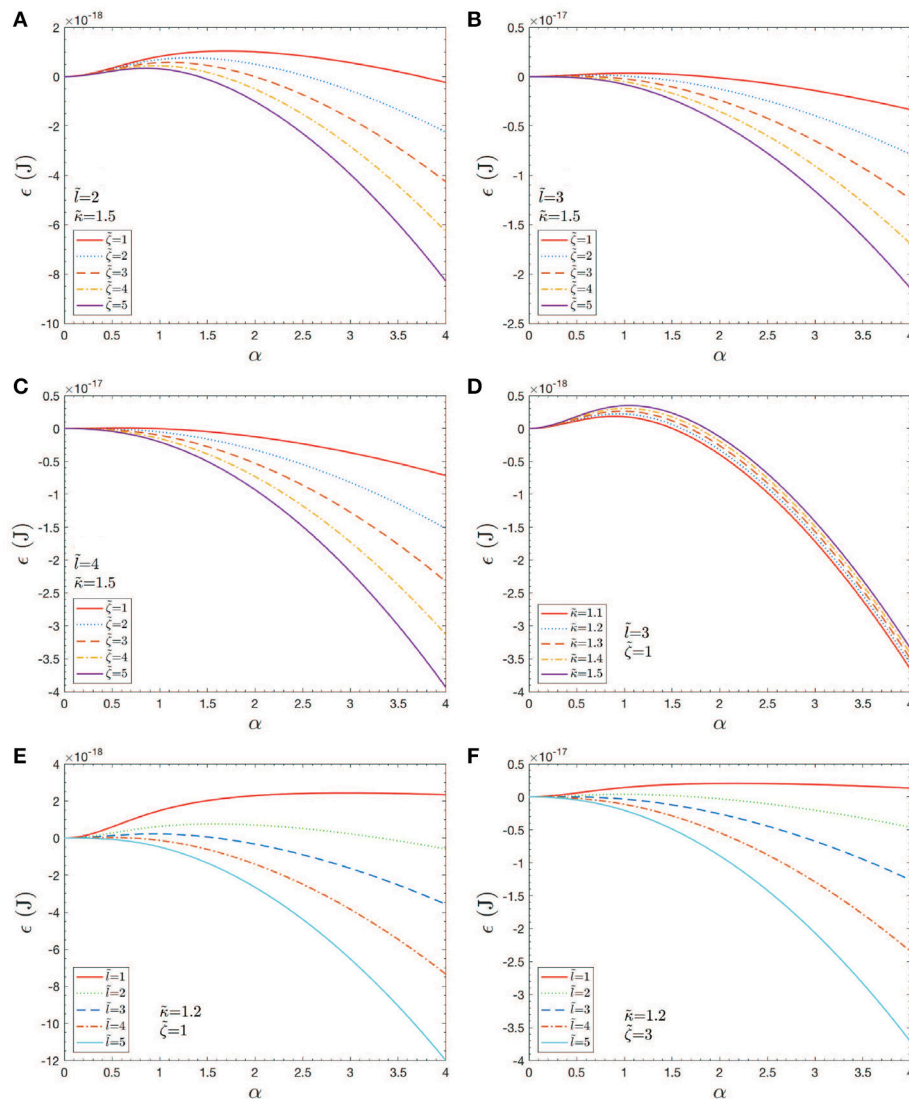 A
×10⁻¹⁸
2
0
-2
-4
-6
-8
-10
ϵ (J)
l̃=2
κ̃=1.5
ζ̃=1
ζ̃=2
ζ̃=3
ζ̃=4
ζ̃=5
0 0.5 1 1.5 2 2.5 3 3.5 4
α
B
×10⁻¹⁷
0.5
0
-0.5
-1
-1.5
-2
-2.5
ϵ (J)
l̃=3
κ̃=1.5
ζ̃=1
ζ̃=2
ζ̃=3
ζ̃=4
ζ̃=5
0 0.5 1 1.5 2 2.5 3 3.5 4
α
C
×10⁻¹⁷
0.5
0
-0.5
-1
-1.5
-2
-2.5
-3
-3.5
-4
ϵ (J)
l̃=4
κ̃=1.5
ζ̃=1
ζ̃=2
ζ̃=3
ζ̃=4
ζ̃=5
0 0.5 1 1.5 2 2.5 3 3.5 4
α
D
×10⁻¹⁸
0.5
0
-0.5
-1
-1.5
-2
-2.5
-3
-3.5
-4
ϵ (J)
κ̃=1.1
κ̃=1.2
κ̃=1.3
κ̃=1.4
κ̃=1.5
l̃=3
ζ̃=1
0 0.5 1 1.5 2 2.5 3 3.5 4
α
E
×10⁻¹⁸
4
2
0
-2
-4
-6
-8
-10
-12
ϵ (J)
l̃=1
l̃=2
l̃=3
l̃=4
l̃=5
κ̃=1.2
ζ̃=1
0 0.5 1 1.5 2 2.5 3 3.5 4
α
F
×10⁻¹⁷
0.5
0
-0.5
-1
-1.5
-2
-2.5
-3
-3.5
-4
ϵ (J)
l̃=1
l̃=2
l̃=3
l̃=4
l̃=5
κ̃=1.2
ζ̃=3
0 0.5 1 1.5 2 2.5 3 3.5 4
α